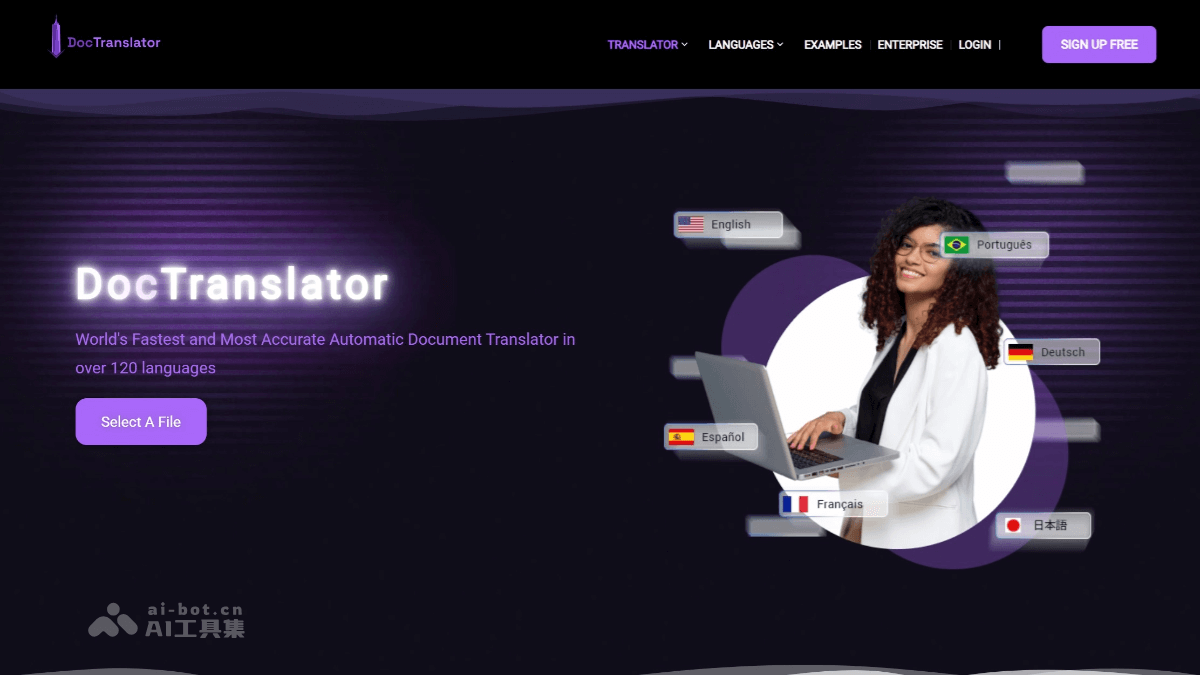 DocTranslator
TRANSLATOR
LANGUAGES
EXAMPLES
ENTERPRISE
LOGIN |
SIGN UP FREE
English
Português
DocTranslator
World's Fastest and Most Accurate Automatic Document Translator in
over 120 languages
Deutsch
Select A File
Español
Français
日本語
ai-bot.cn
AI工具集